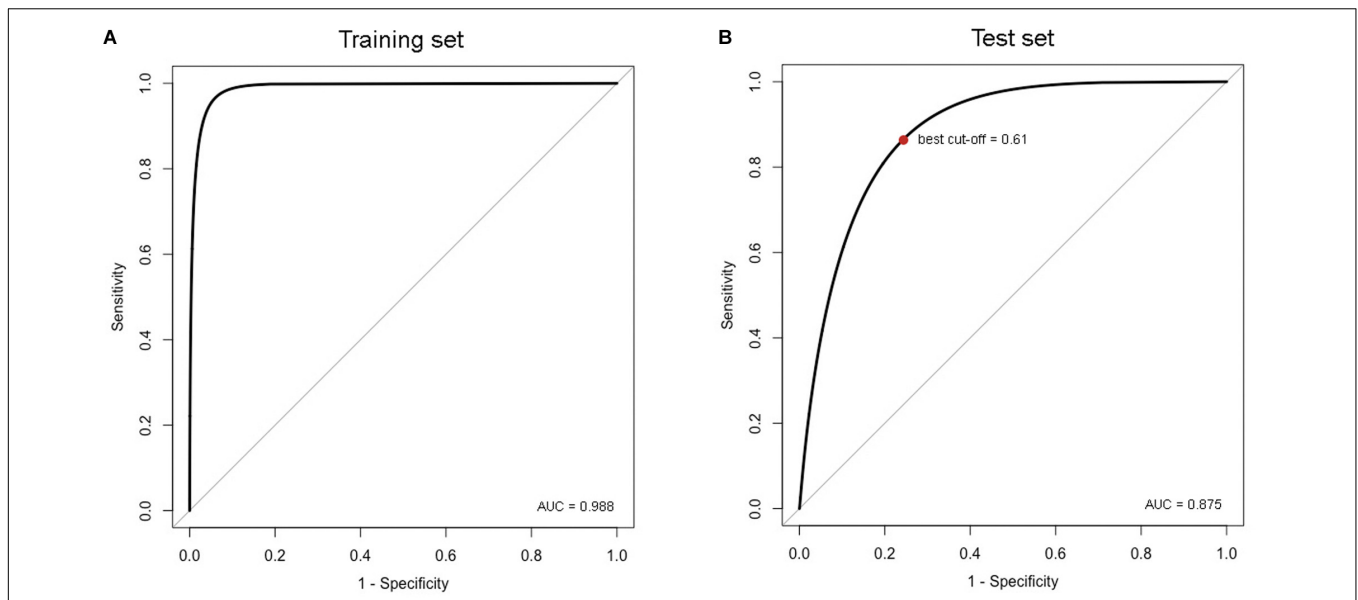 A
Training set
Sensitivity
1.0
0.8
0.6
0.4
0.2
0.0
AUC = 0.988
0.0 0.2 0.4 0.6 0.8 1.0
1 - Specificity
B
Test set
Sensitivity
1.0
0.8
0.6
0.4
0.2
0.0
best cut-off = 0.61
AUC = 0.875
0.0 0.2 0.4 0.6 0.8 1.0
1 - Specificity